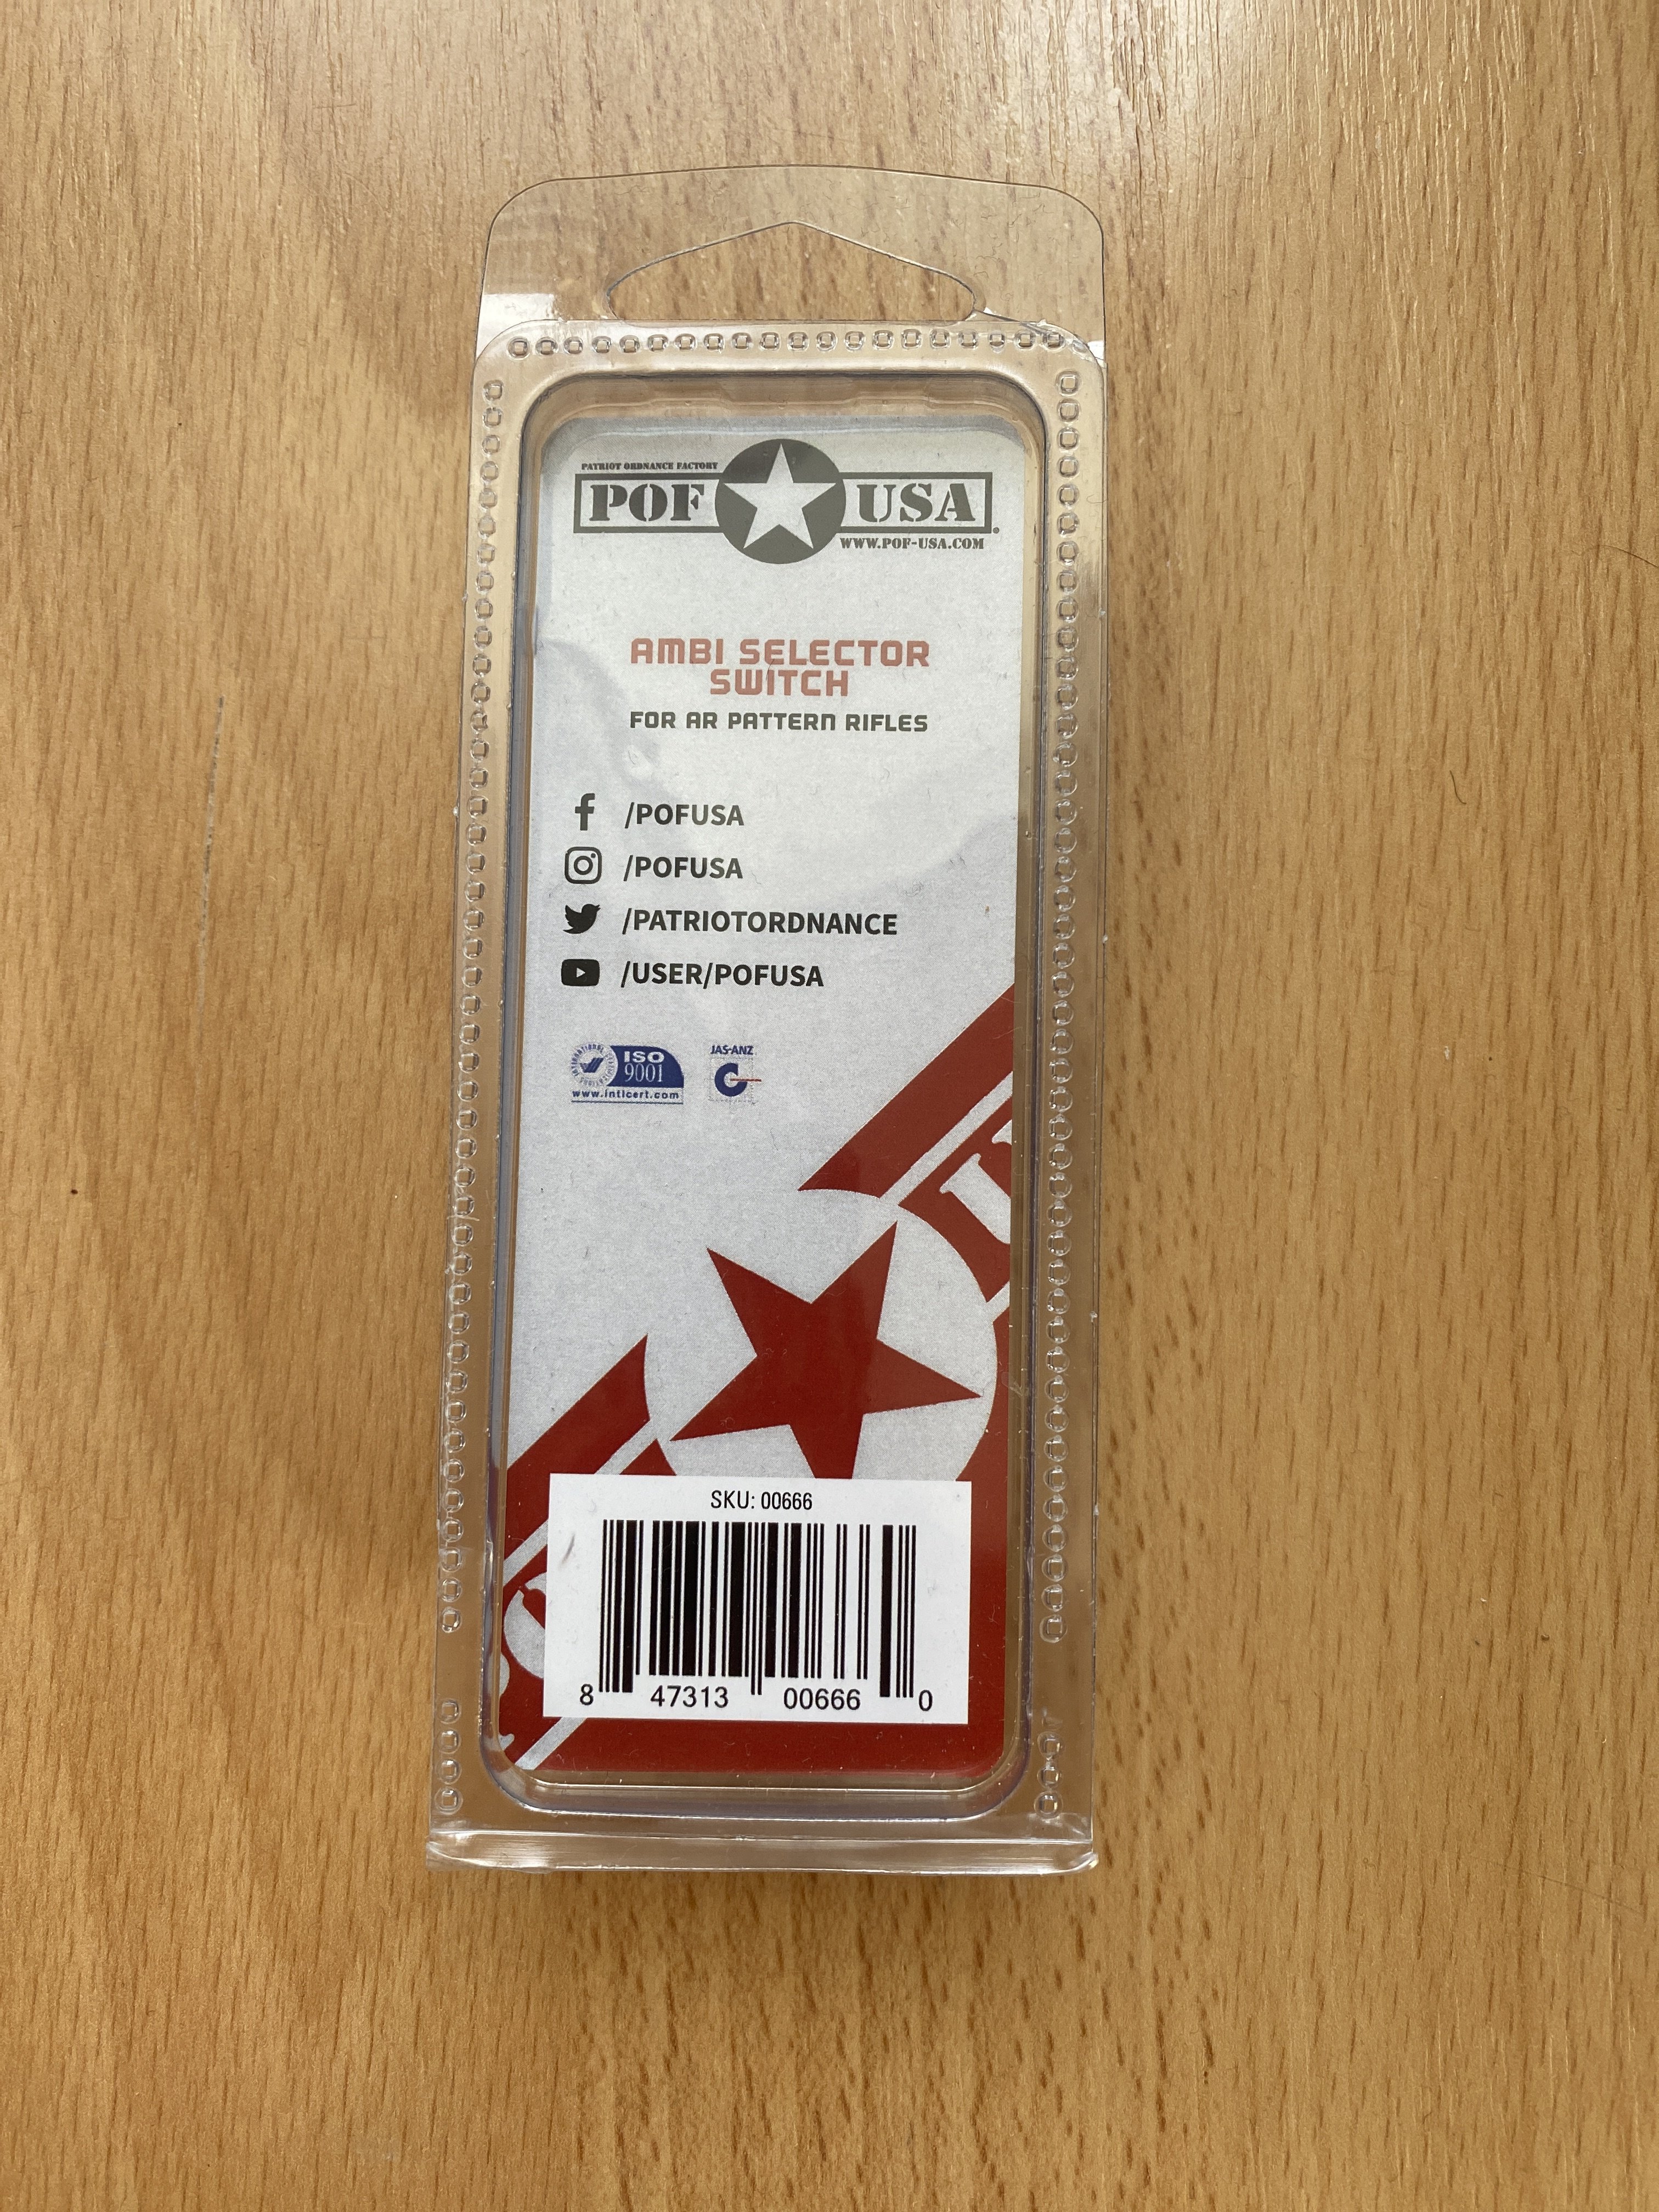 PATRIOT ORDNANCE FACTORY
POF USA
WWW.POF-USA.COM
AMBI SELECTOR
SWITCH
FOR AR PATTERN RIFLES
/POFUSA
/POFUSA
/PATRIOTORDNANCE
/USER/POFUSA
ISO
9001
www.intlcert.com
JAS-ANZ
U
SKU: 00666
8 47313 00666 0